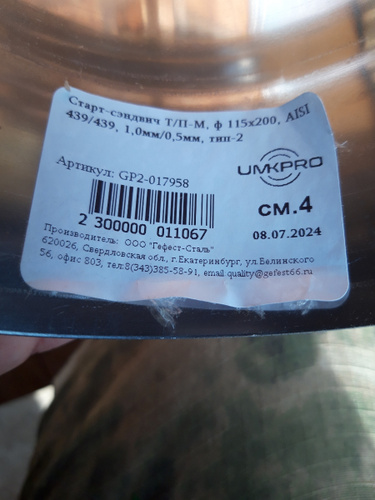 Старт-сэндвич Т/П-М, ф 115х200, AISI
439/439, 1,0мм/0,5мм, тип-2
Артикул: GP2-017958
UMKPRO
2 300000 011067
см.4
08.07.2024
Производитель: ООО "Гефест-Сталь"
620026, Свердловская обл., г.Екатеринбург, ул.Белинского
56, офис 803, тел:8(343)385-58-91, email quality@gefest66.ru